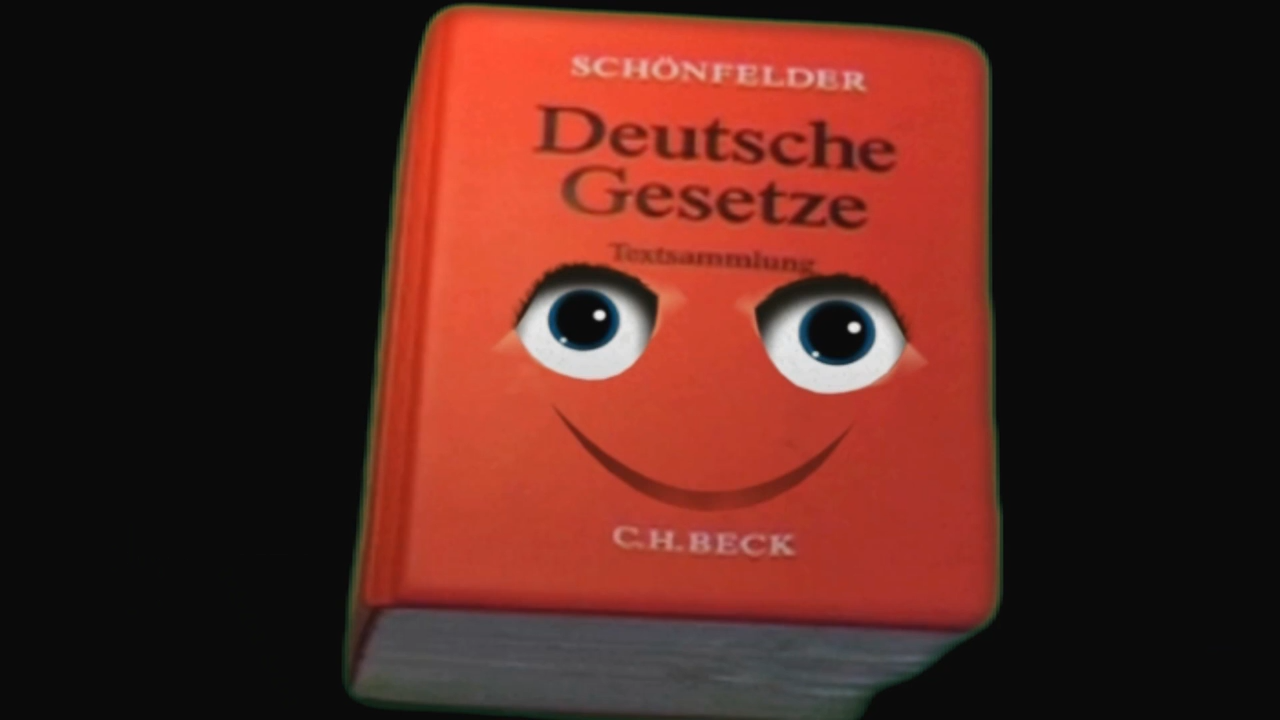 SCHÖNFELDER
Deutsche
Gesetze
Textsammlung
C.H.BECK